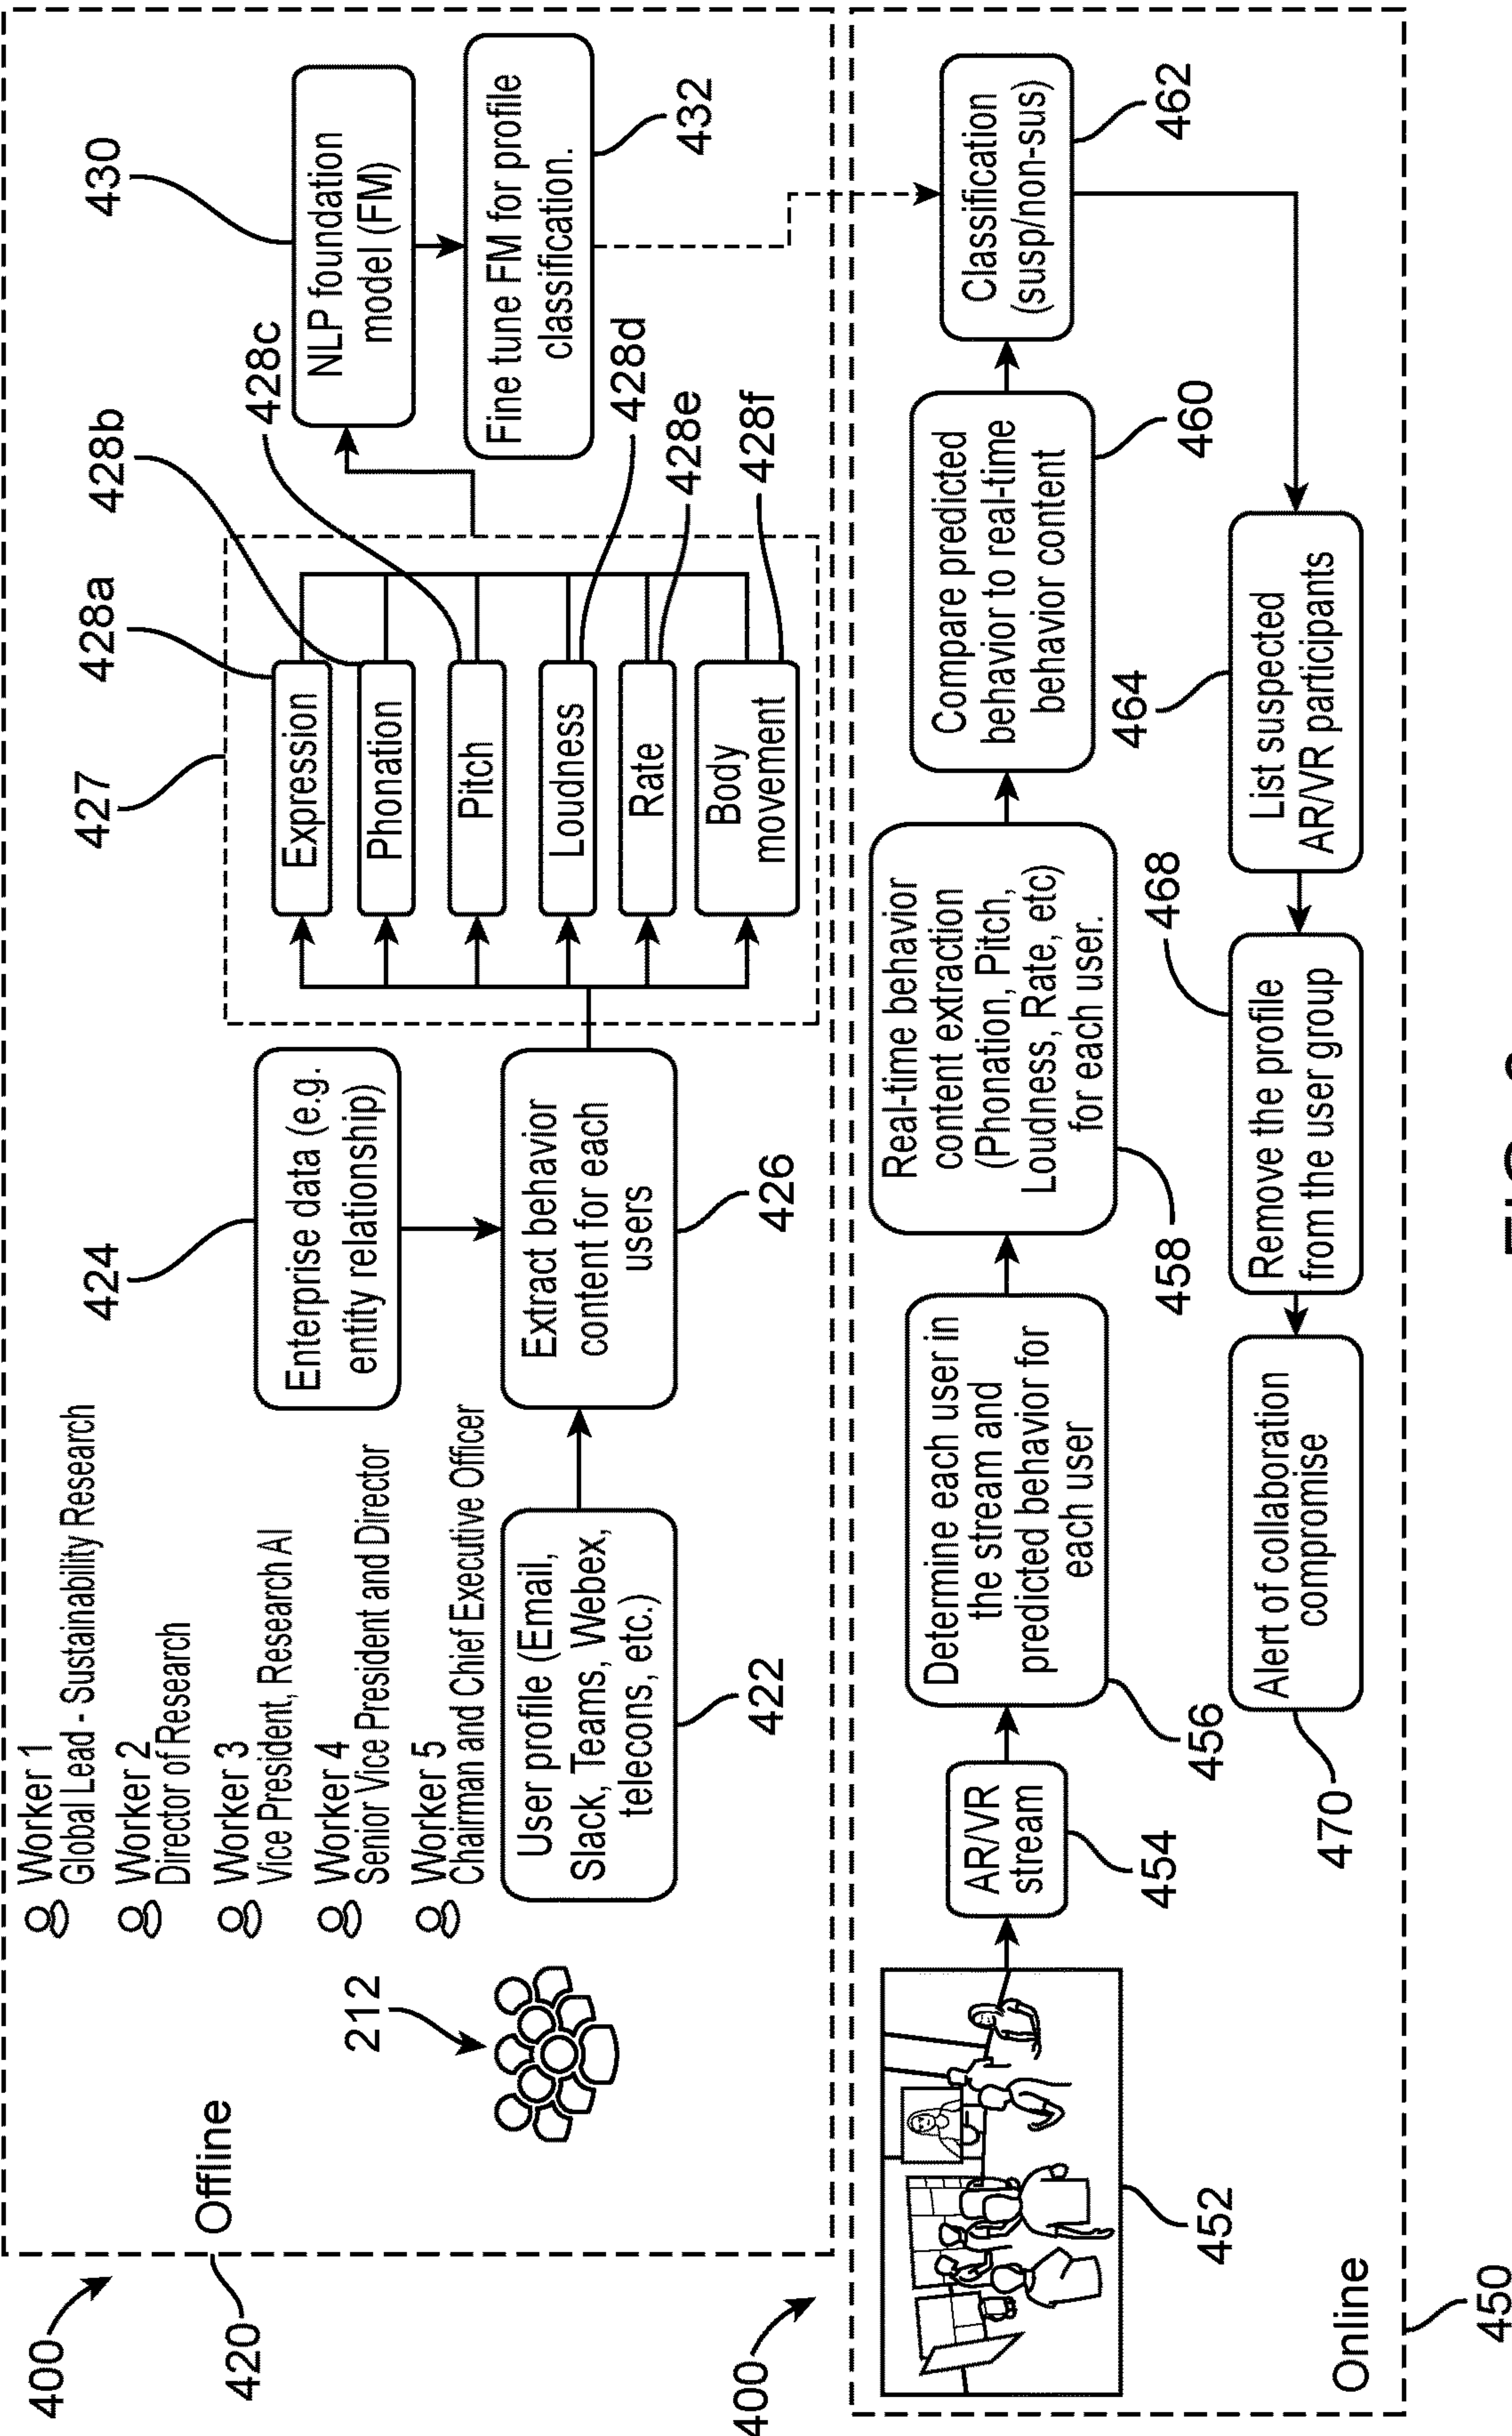 400
420
Offline
212
Worker 1
Global Lead - Sustainability Research
Worker 2
Director of Research
Worker 3
Vice President, Research AI
Worker 4
Senior Vice President and Director
Worker 5
Chairman and Chief Executive Officer
User profile (Email,
Slack, Teams, Webex,
telecons, etc.)
422
424
Enterprise data (e.g.
entity relationship)
Extract behavior
content for each
users
426
427
428a
428b
428c
Expression
Phonation
Pitch
Loudness
Rate
Body
movement
428d
428e
428f
430
NLP foundation
model (FM)
Fine tune FM for profile
classification.
432
400
452
Online
450
AR/VR
stream
454
Determine each user in
the stream and
predicted behavior for
each user
456
Real-time behavior
content extraction
(Phonation, Pitch,
Loudness, Rate, etc)
for each user.
458
Compare predicted
behavior to real-time
behavior content
460
Classification
(susp/non-sus)
462
464
List suspected
AR/VR participants
468
Remove the profile
from the user group
Alert of collaboration
compromise
470